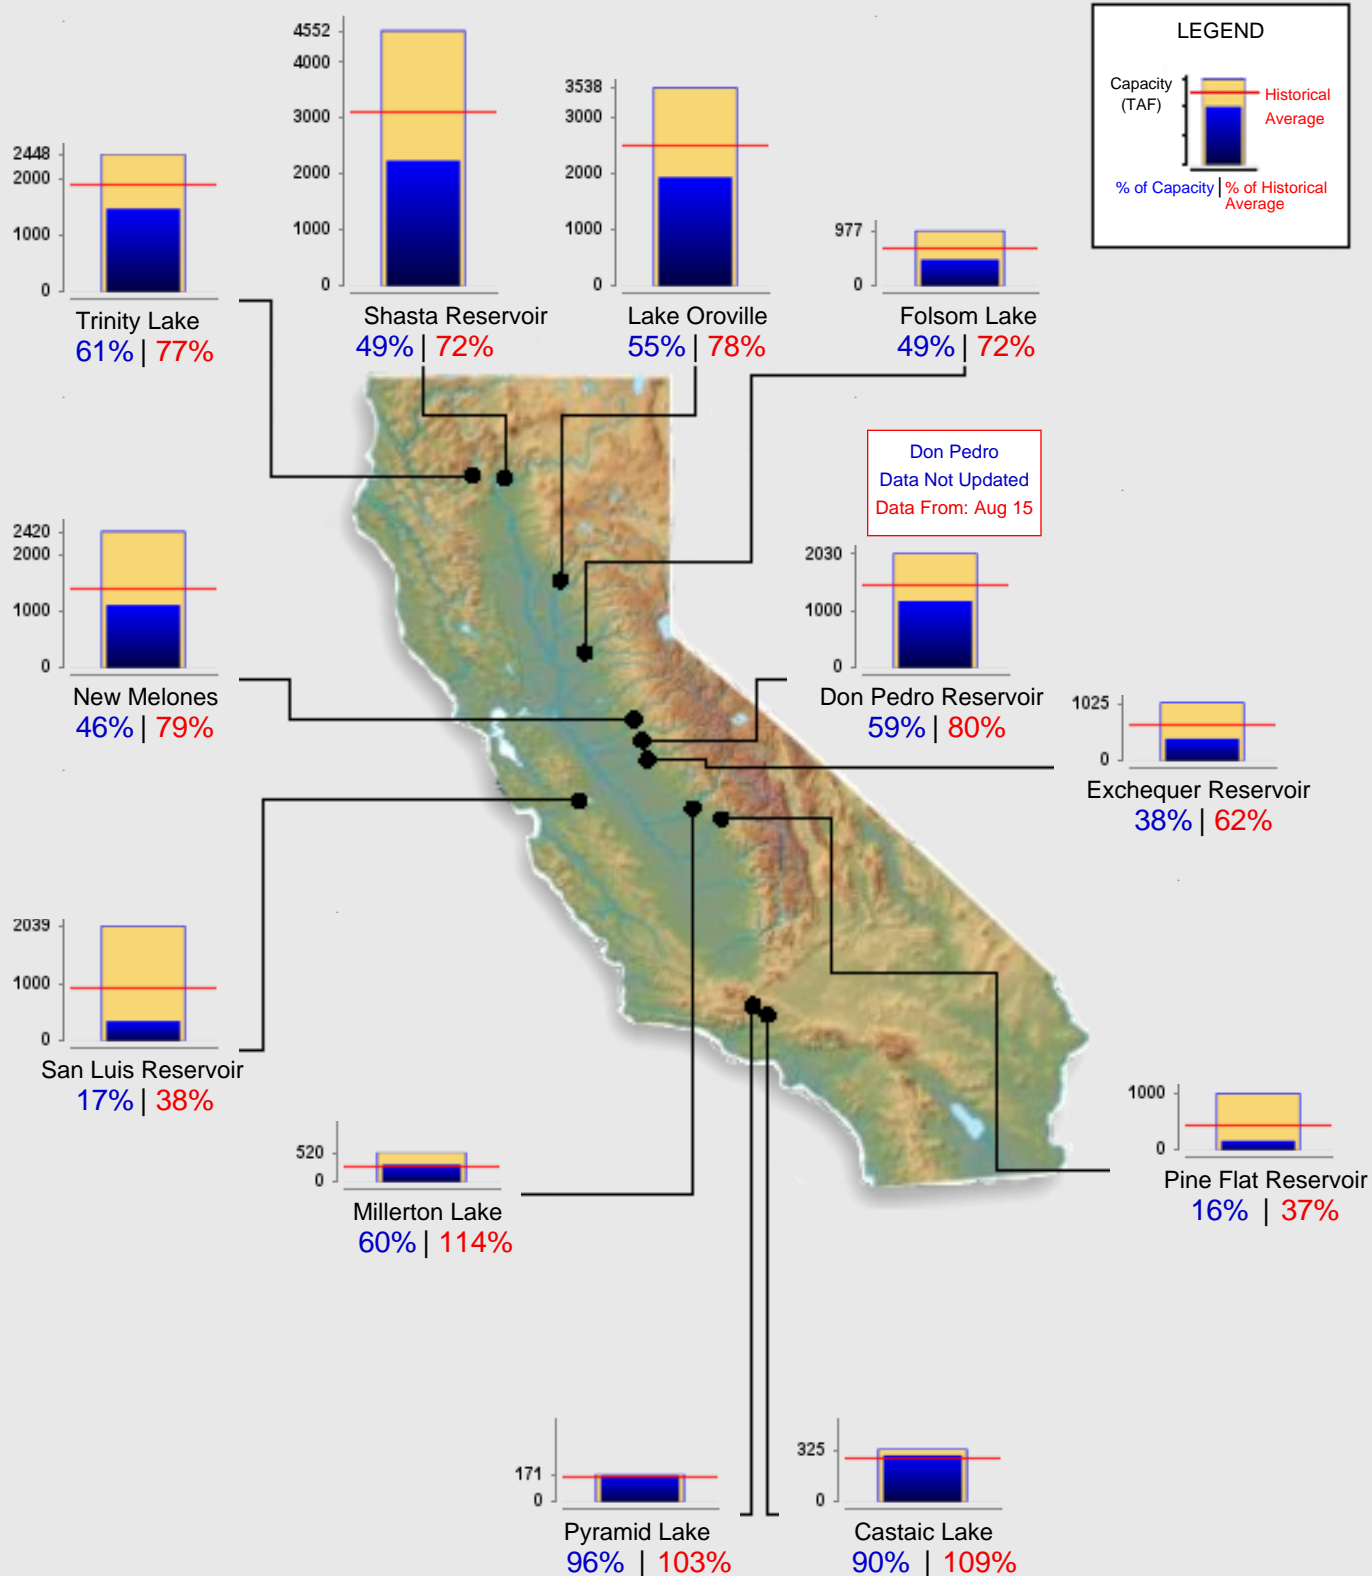 LEGEND
Capacity
(TAF)
Historical
Average
% of Capacity | % of Historical
Average
2448
2000
1000
0
Trinity Lake
61% | 77%
4552
4000
3000
2000
1000
0
Shasta Reservoir
49% | 72%
3538
3000
2000
1000
0
Lake Oroville
55% | 78%
977
0
Folsom Lake
49% | 72%
Don Pedro
Data Not Updated
Data From: Aug 15
2420
2000
1000
0
New Melones
46% | 79%
2030
1000
0
Don Pedro Reservoir
59% | 80%
1025
0
Exchequer Reservoir
38% | 62%
2039
1000
0
San Luis Reservoir
17% | 38%
520
0
Millerton Lake
60% | 114%
1000
0
Pine Flat Reservoir
16% | 37%
171
0
Pyramid Lake
96% | 103%
325
0
Castaic Lake
90% | 109%